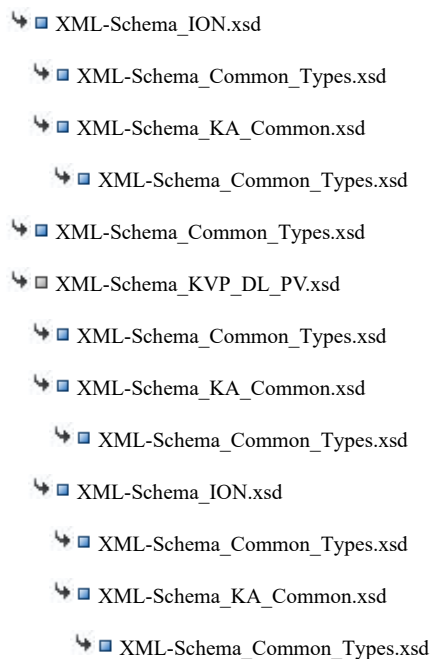 XML-Schema_ION.xsd
XML-Schema_Common_Types.xsd
XML-Schema_KA_Common.xsd
XML-Schema_Common_Types.xsd
XML-Schema_Common_Types.xsd
XML-Schema_KVP_DL_PV.xsd
XML-Schema_Common_Types.xsd
XML-Schema_KA_Common.xsd
XML-Schema_Common_Types.xsd
XML-Schema_ION.xsd
XML-Schema_Common_Types.xsd
XML-Schema_KA_Common.xsd
XML-Schema_Common_Types.xsd